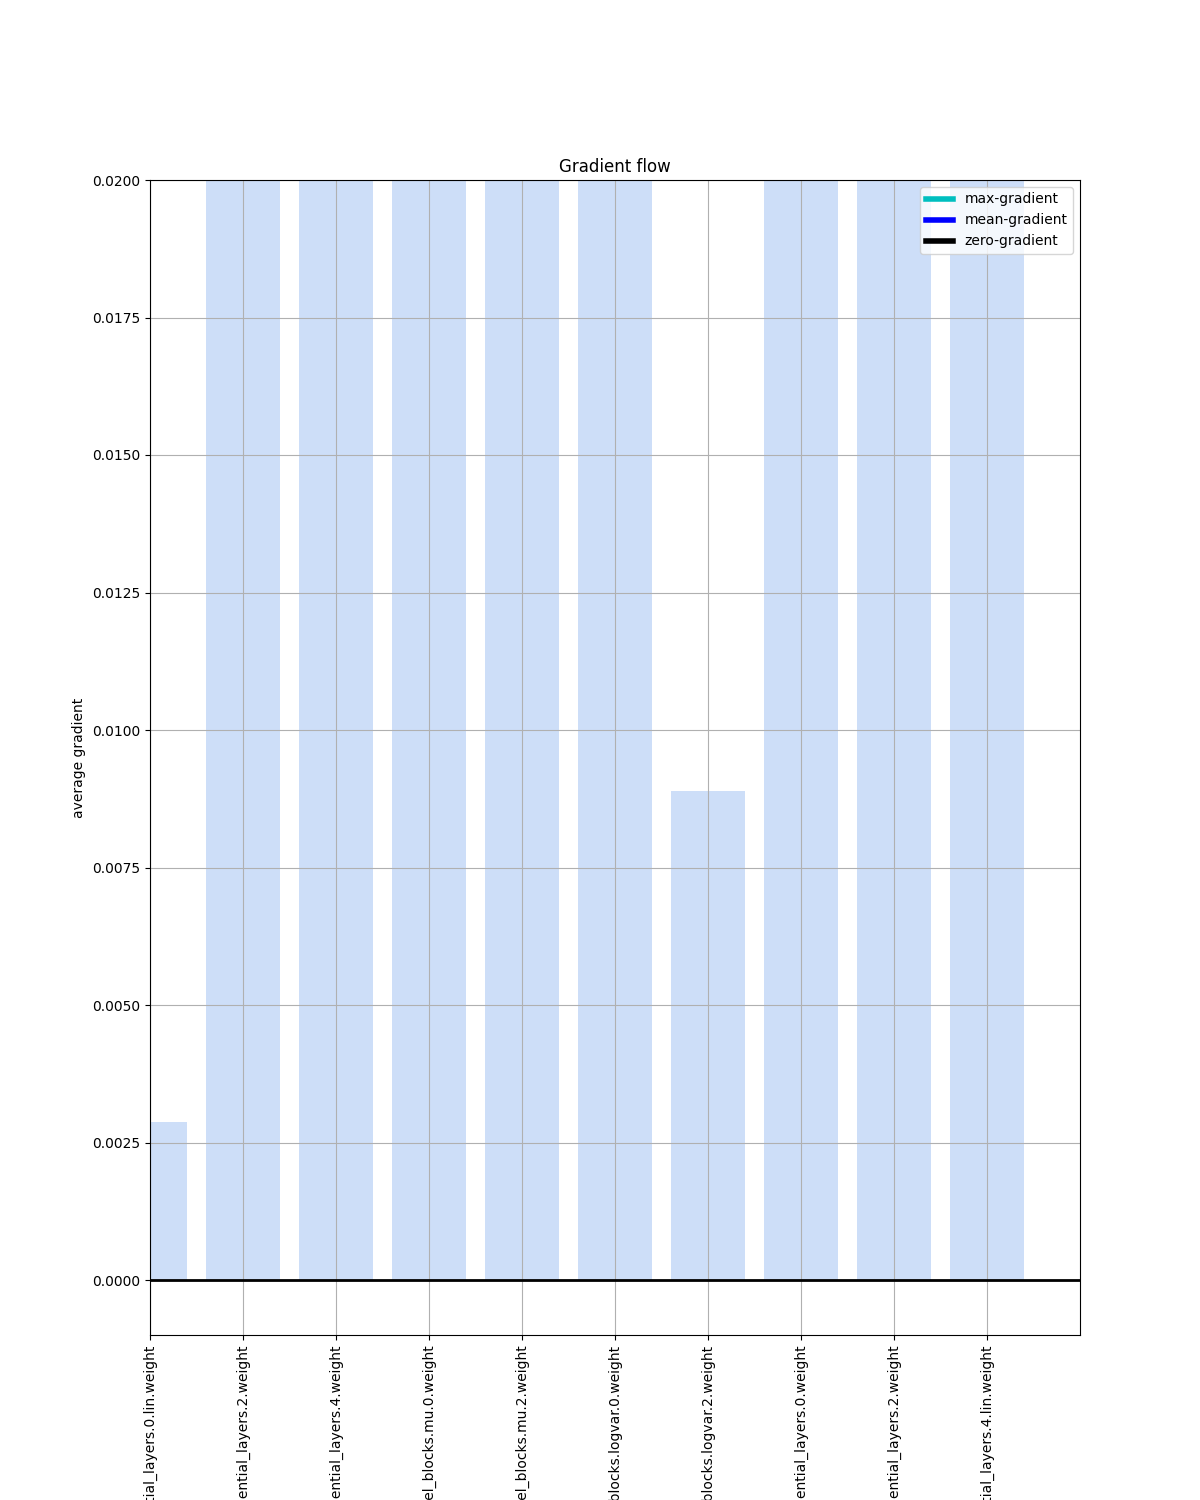 Gradient flow
max-gradient
mean-gradient
zero-gradient
0.0200
0.0175
0.0150
0.0125
0.0100
0.0075
0.0050
0.0025
0.0000
average gradient
tial_layers.0.lin.weight
ential_layers.2.weight
ential_layers.4.weight
el_blocks.mu.0.weight
el_blocks.mu.2.weight
blocks.logvar.0.weight
blocks.logvar.2.weight
ential_layers.0.weight
ential_layers.2.weight
tial_layers.4.lin.weight